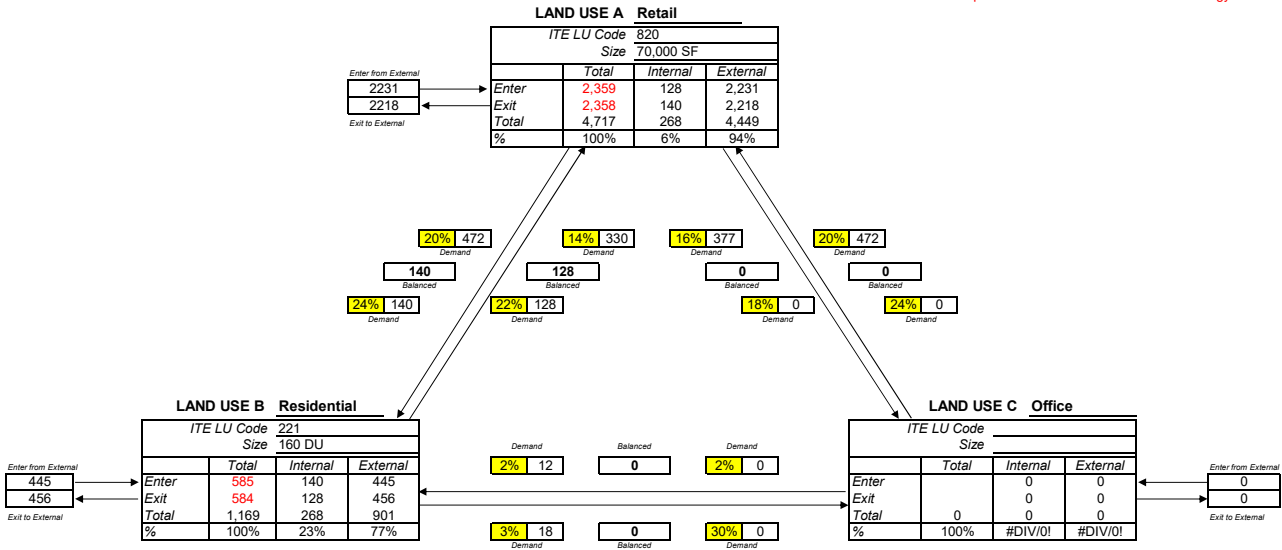 LAND USE A Retail
ITE LU Code 820
Size 70,000 SF
Total Internal External
Enter 2,359 128 2,231
Exit 2,358 140 2,218
Total 4,717 268 4,449
% 100% 6% 94%
Enter from External
2231
2218
Exit to External
20% 472 14% 330 16% 377 20% 472
Demand Demand Demand Demand
140 128 0 0
Balanced Balanced Balanced Balanced
24% 140 22% 128 18% 0 24% 0
Demand Demand Demand Demand
LAND USE B Residential
ITE LU Code 221
Size 160 DU
Total Internal External
Enter 585 140 445
Exit 584 128 456
Total 1,169 268 901
% 100% 23% 77%
Enter from External
445
456
Exit to External
Demand Balanced Demand
2% 12 0 2% 0
3% 18 0 30% 0
Demand Balanced Demand
LAND USE C Office
ITE LU Code
Size
Total Internal External
Enter 0 0
Exit 0 0
Total 0 0 0
% 100% #DIV/0! #DIV/0!
Enter from External
0
0
Exit to External